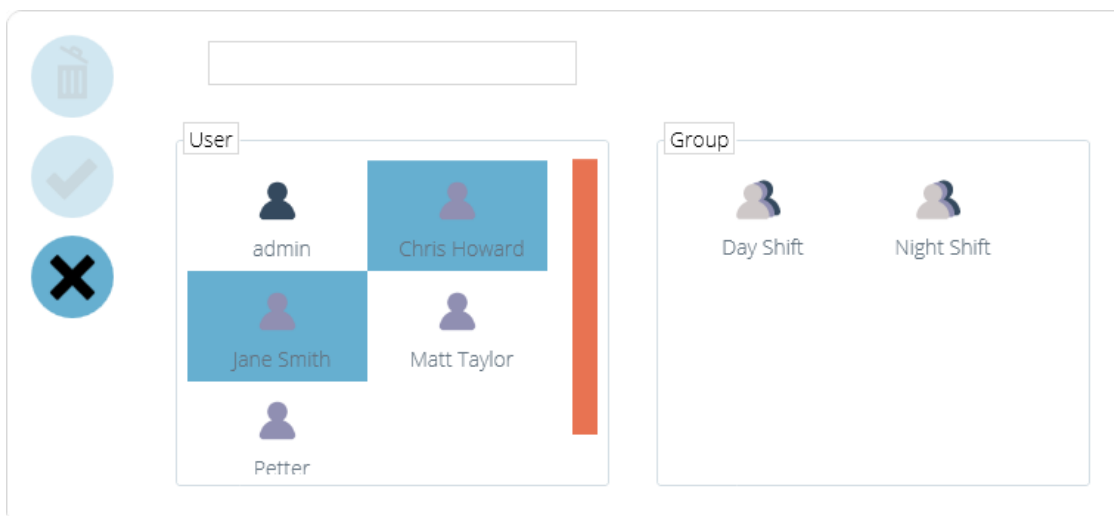 User
Group
admin
Chris Howard
Day Shift
Night Shift
Jane Smith
Matt Taylor
Petter